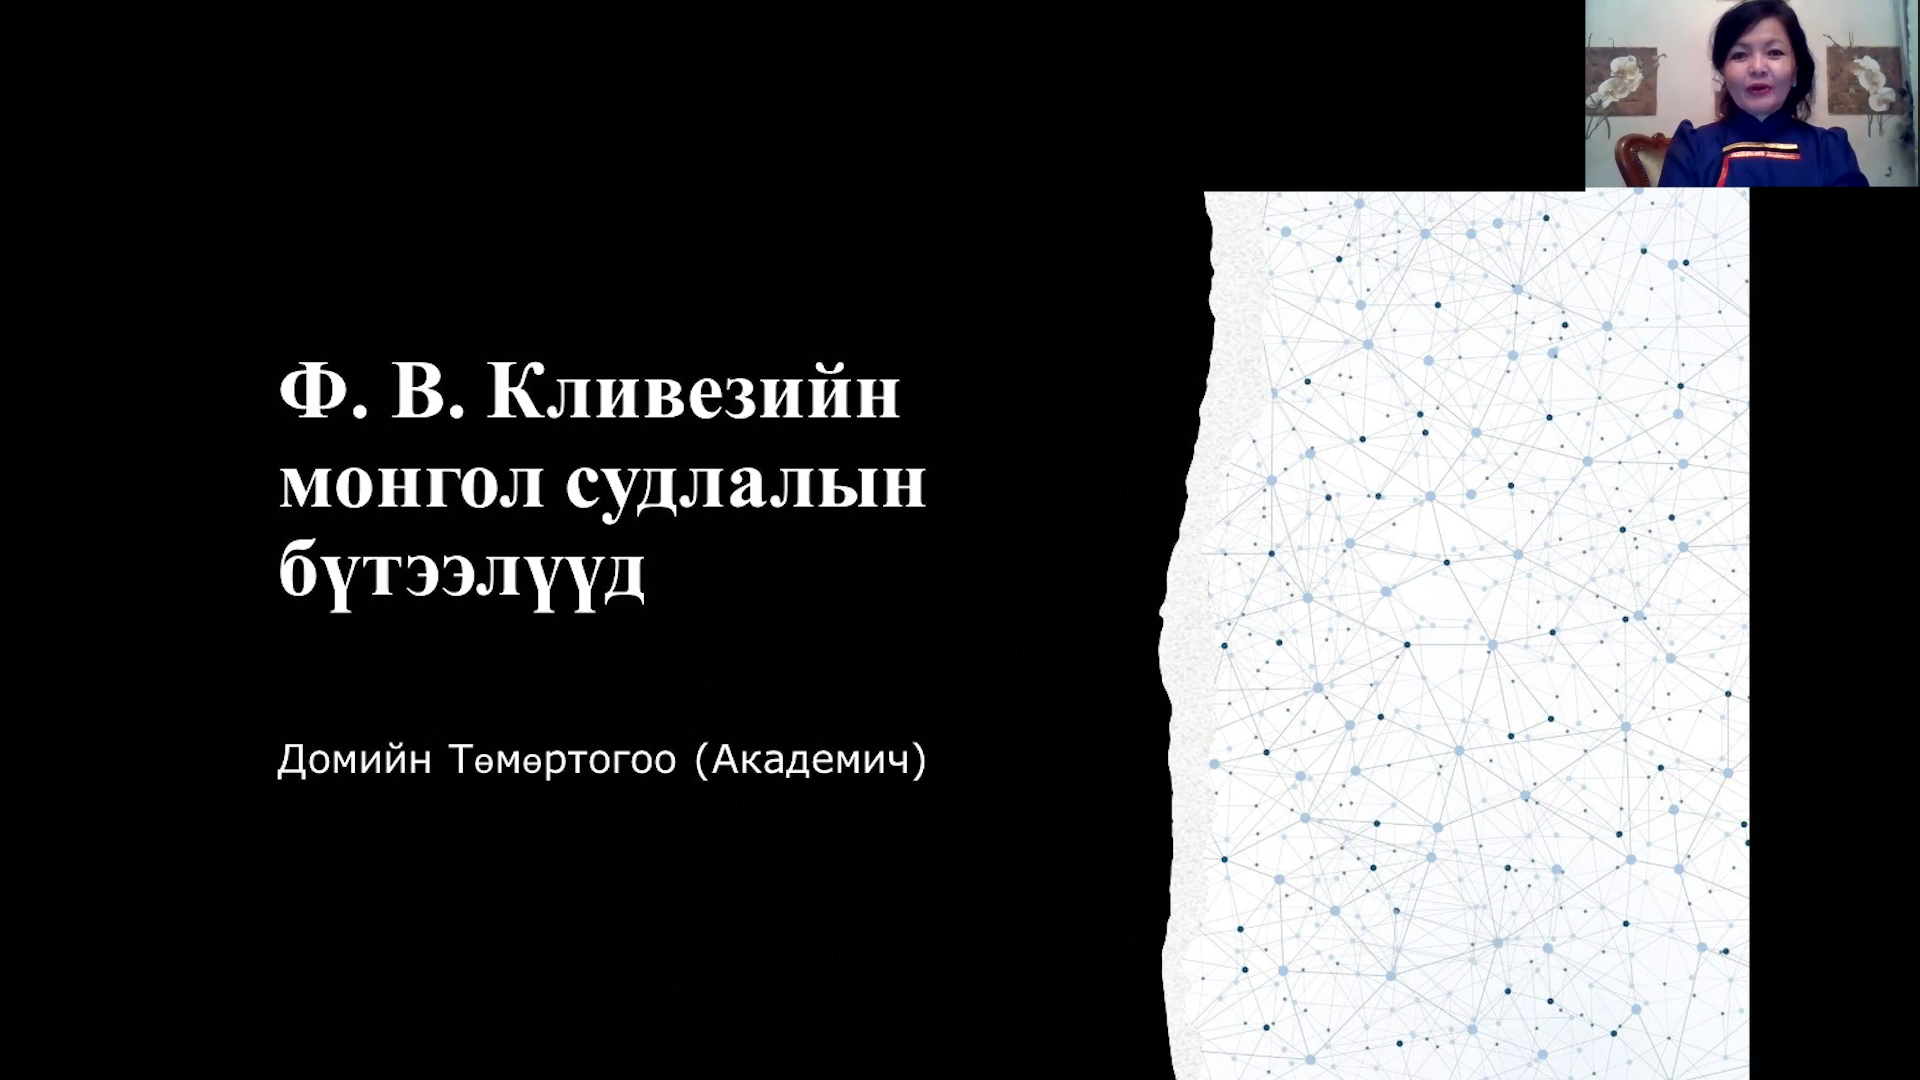 Ф. В. Кливезийн
монгол судлалын
бүтээлүүд
Домийн Төмөртогоо (Академич)